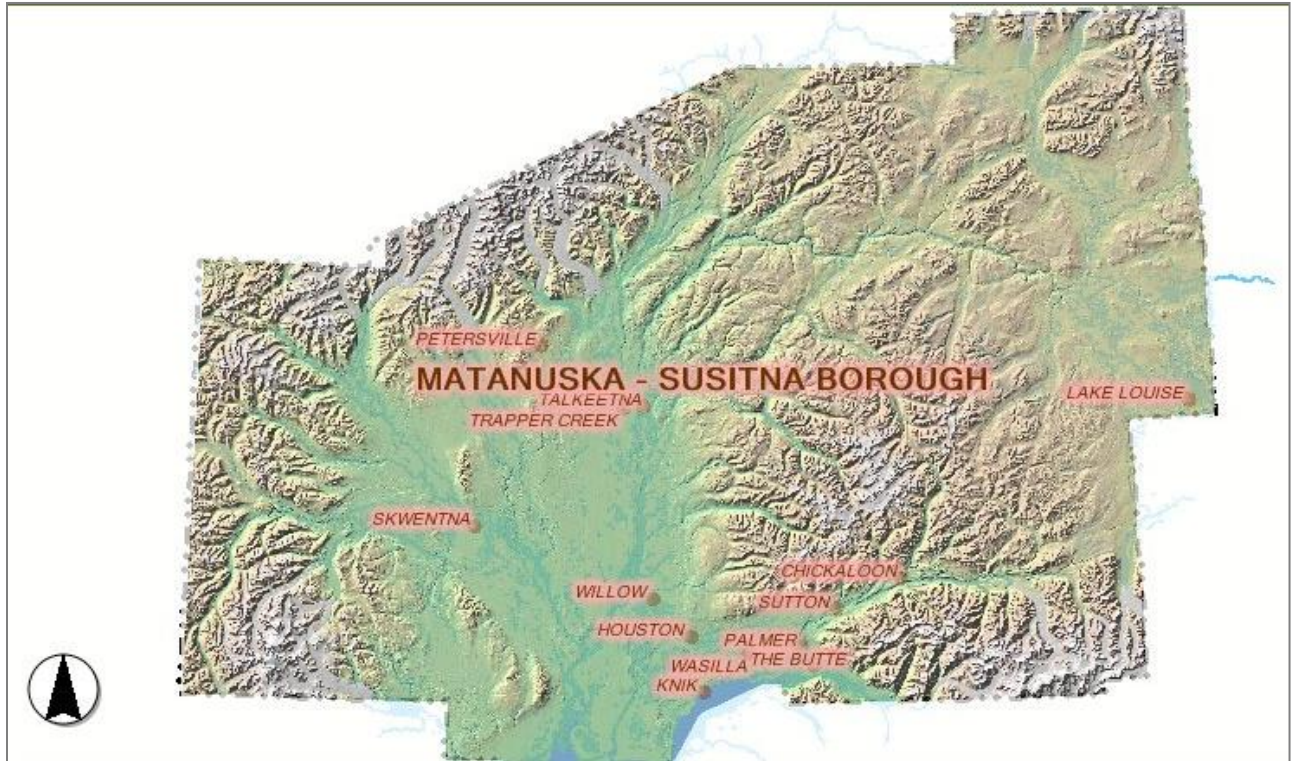 PETERSVILLE
MATANUSKA - SUSITNA BOROUGH
TALKEETNA
LAKE LOUISE
TRAPPER CREEK
SKWENTNA
CHICKALOON
WILLOW
SUTTON
HOUSTON
PALMER
THE BUTTE
WASILLA
KNIK